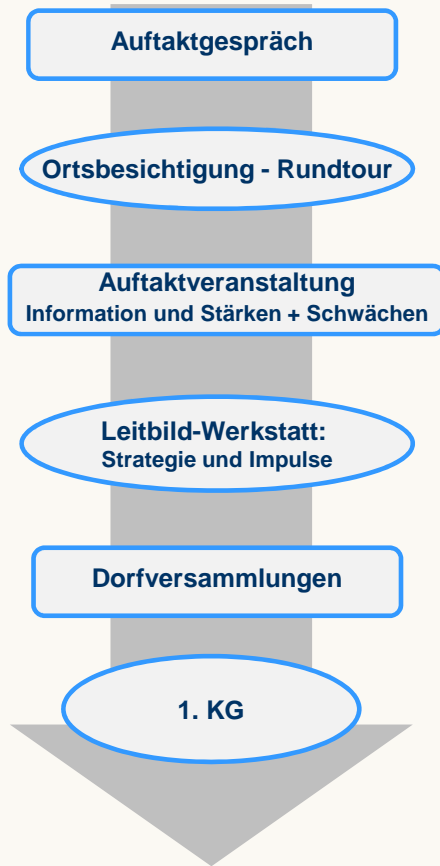 Auftaktgespräch
Ortsbesichtigung - Rundtour
Auftaktveranstaltung
Information und Stärken + Schwächen
Leitbild-Werkstatt:
Strategie und Impulse
Dorfversammlungen
1. KG